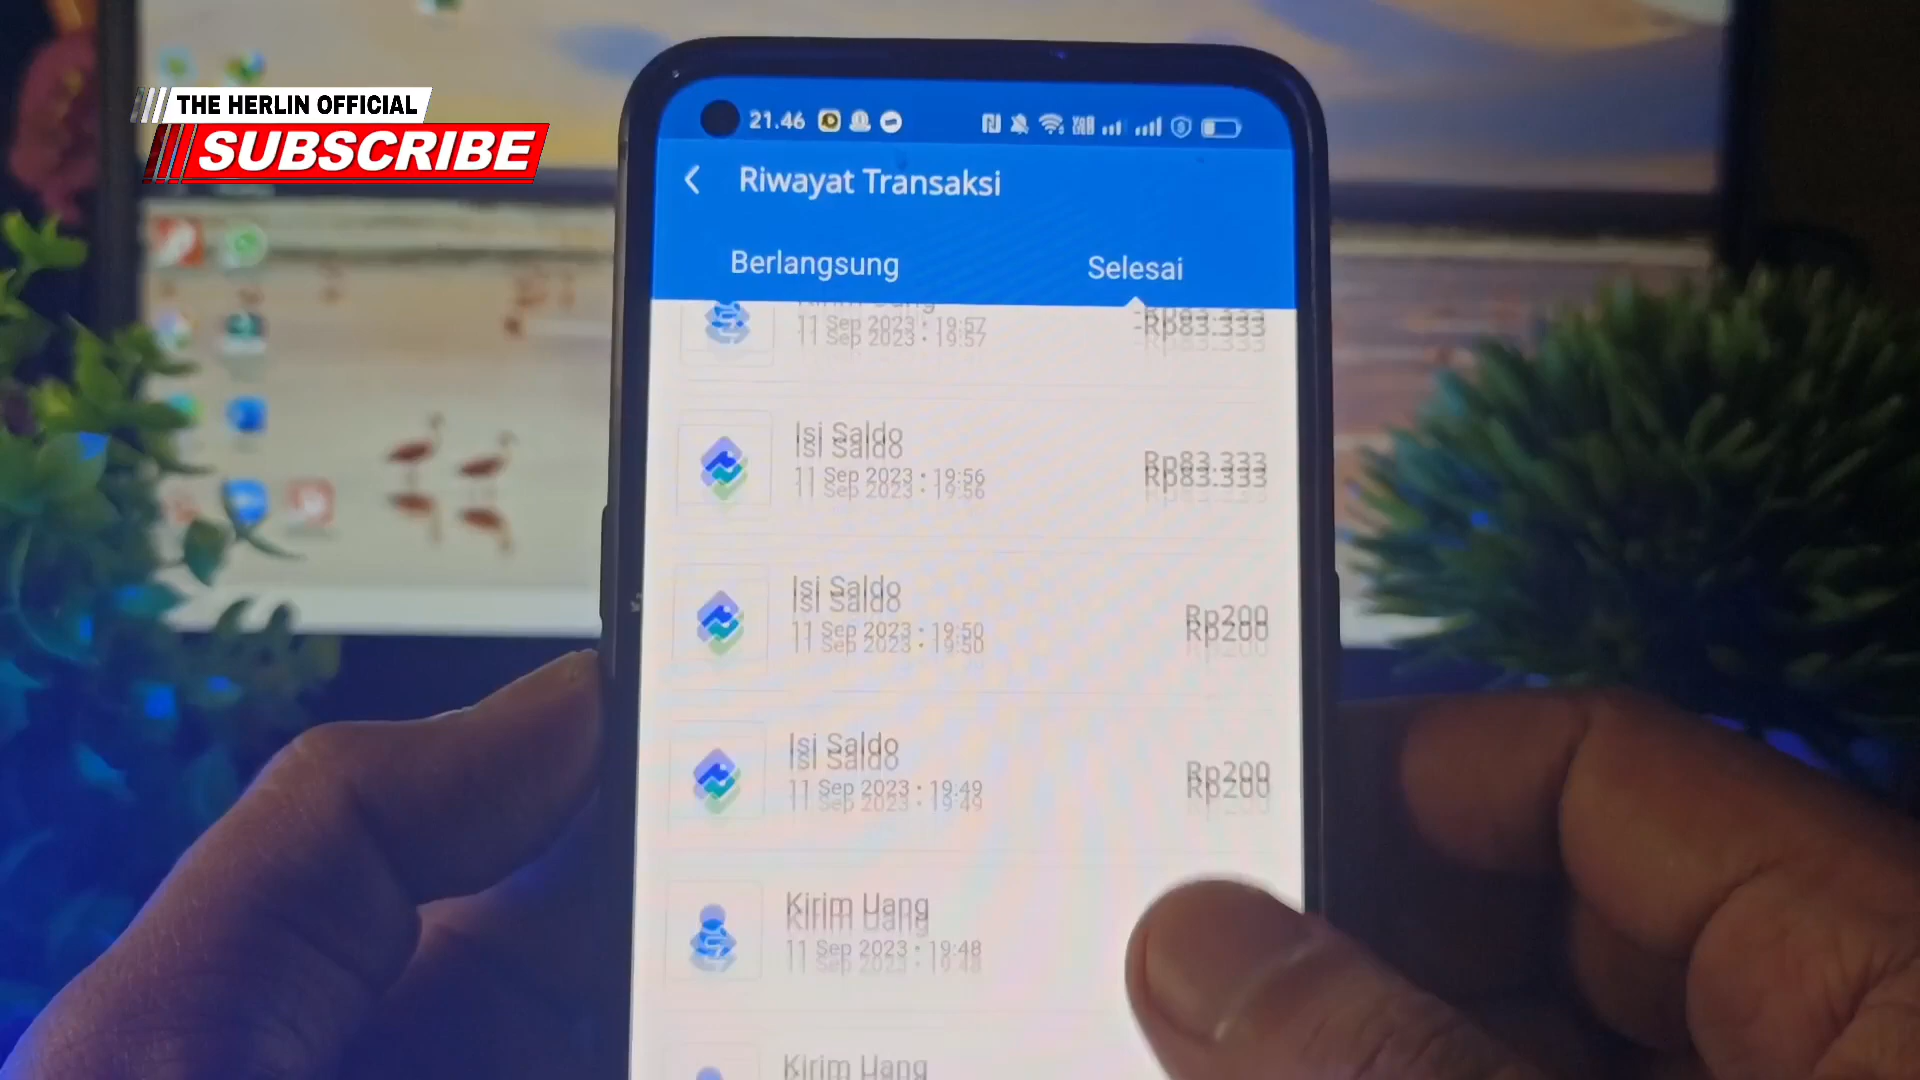 THE HERLIN OFFICIAL
SUBSCRIBE
21.46
Riwayat Transaksi
Berlangsung
Selesai
Kirim Uang
11 Sep 2023 • 19:57
-Rp83.333
Isi Saldo
11 Sep 2023 • 19:56
Rp83.333
Isi Saldo
11 Sep 2023 • 19:50
Rp200
Isi Saldo
11 Sep 2023 • 19:49
Rp200
Kirim Uang
11 Sep 2023 • 19:48
Kirim Uang